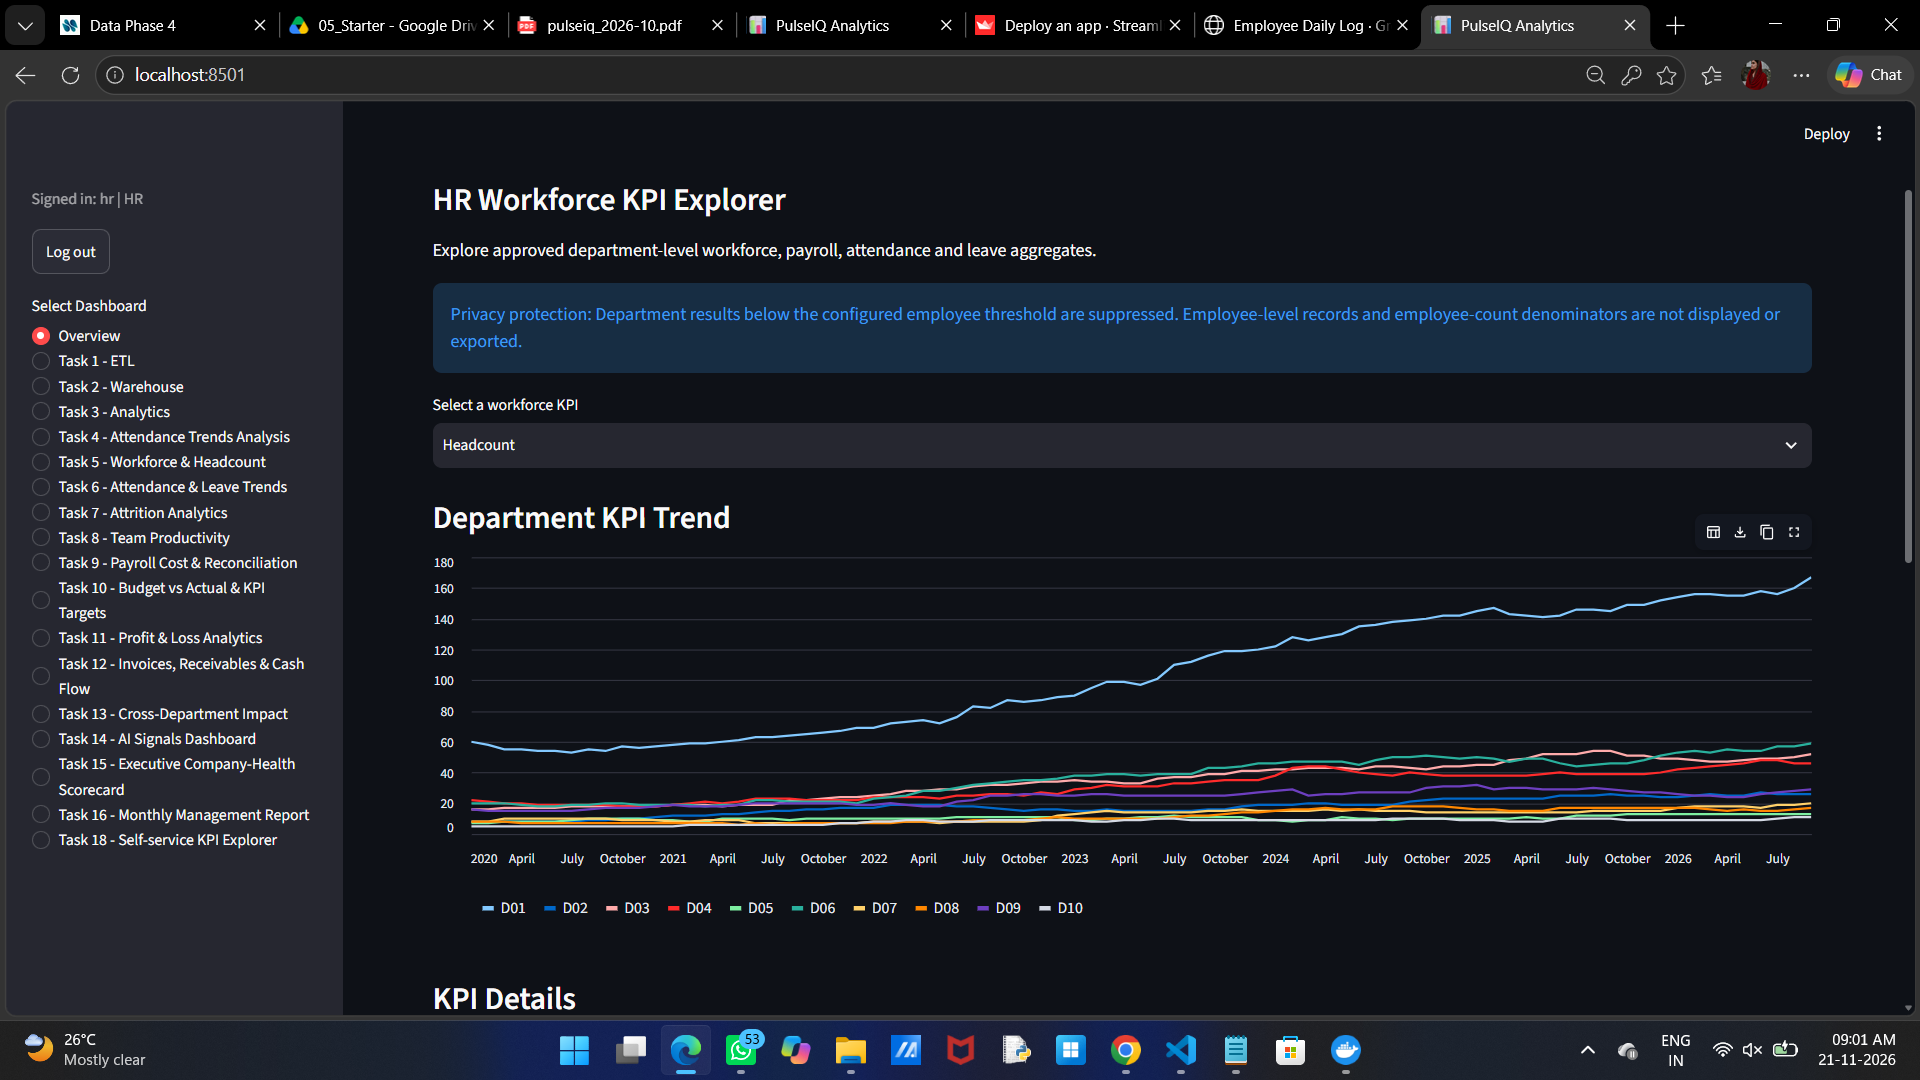 Data Phase 4
05_Starter - Google Driv
pulseiq_2026-10.pdf
PulseIQ Analytics
Deploy an app · Streaml
Employee Daily Log · Gr
PulseIQ Analytics
localhost:8501
Chat
Deploy
Signed in: hr | HR
Log out
Select Dashboard
Overview
Task 1 - ETL
Task 2 - Warehouse
Task 3 - Analytics
Task 4 - Attendance Trends Analysis
Task 5 - Workforce & Headcount
Task 6 - Attendance & Leave Trends
Task 7 - Attrition Analytics
Task 8 - Team Productivity
Task 9 - Payroll Cost & Reconciliation
Task 10 - Budget vs Actual & KPI
Targets
Task 11 - Profit & Loss Analytics
Task 12 - Invoices, Receivables & Cash
Flow
Task 13 - Cross-Department Impact
Task 14 - AI Signals Dashboard
Task 15 - Executive Company-Health
Scorecard
Task 16 - Monthly Management Report
Task 18 - Self-service KPI Explorer
HR Workforce KPI Explorer
Explore approved department-level workforce, payroll, attendance and leave aggregates.
Privacy protection: Department results below the configured employee threshold are suppressed. Employee-level records and employee-count denominators are not displayed or
exported.
Select a workforce KPI
Headcount
Department KPI Trend
180
160
140
120
100
80
60
40
20
0
2020 April July October 2021 April July October 2022 April July October 2023 April July October 2024 April July October 2025 April July October 2026 April July
D01 D02 D03 D04 D05 D06 D07 D08 D09 D10
KPI Details
26°C
Mostly clear
53
ENG
IN
09:01 AM
21-11-2026